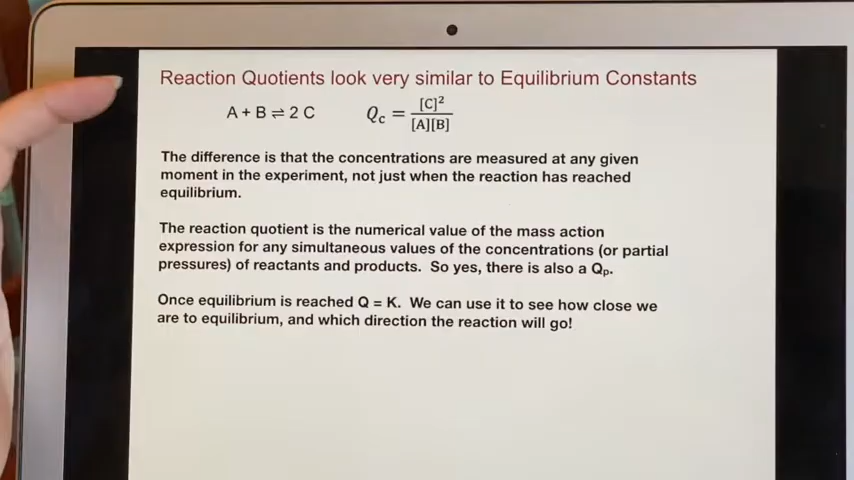 Reaction Quotients look very similar to Equilibrium Constants
A + B ⇌ 2 C Qc = [C]²/[A][B]
The difference is that the concentrations are measured at any given
moment in the experiment, not just when the reaction has reached
equilibrium.
The reaction quotient is the numerical value of the mass action
expression for any simultaneous values of the concentrations (or partial
pressures) of reactants and products. So yes, there is also a Qp.
Once equilibrium is reached Q = K. We can use it to see how close we
are to equilibrium, and which direction the reaction will go!